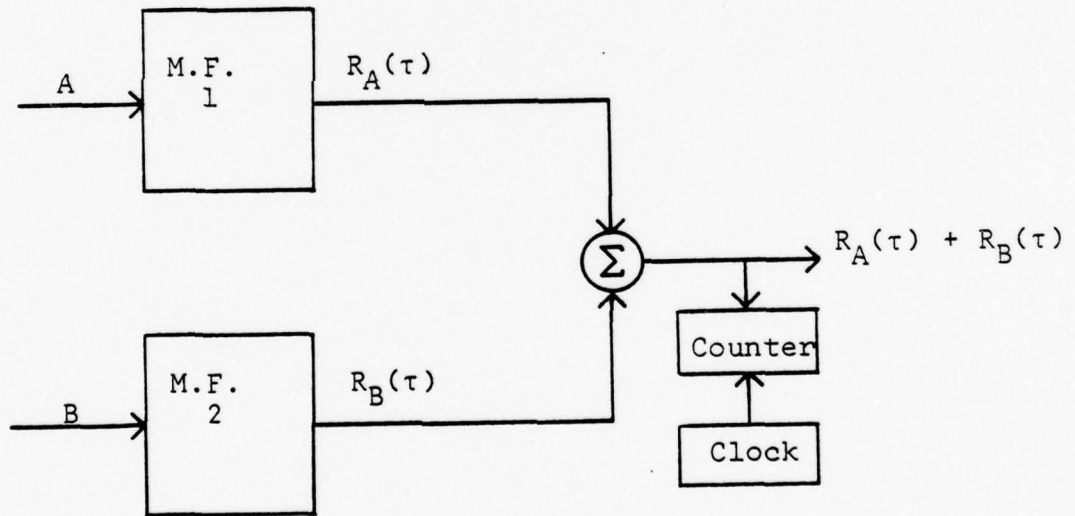 A
M.F.
1
R_A(τ)
Σ
R_A(τ) + R_B(τ)
Counter
Clock
B
M.F.
2
R_B(τ)